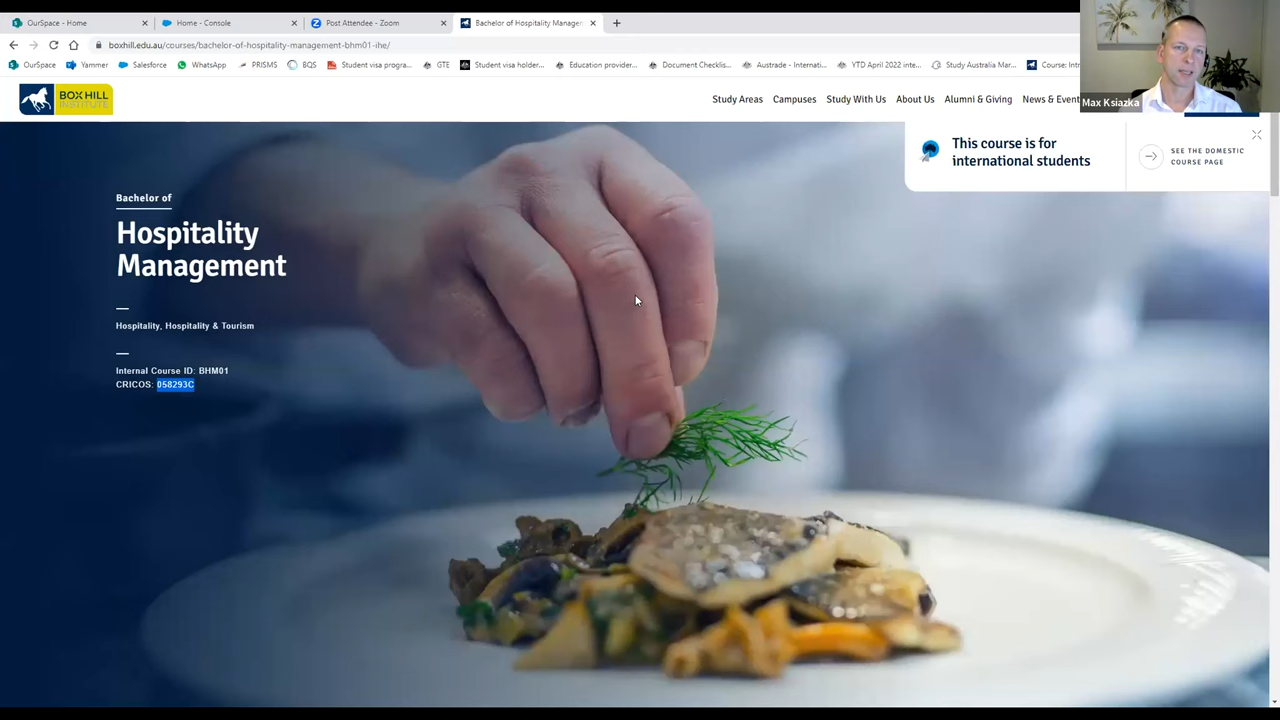 OurSpace - Home
Home - Console
Post Attendee - Zoom
Bachelor of Hospitality Managem
boxhill.edu.au/courses/bachelor-of-hospitality-management-bhm01-ihe/
OurSpace
Yammer
Salesforce
WhatsApp
PRISMS
BQS
Student visa progra...
GTE
Student visa holder...
Education provider...
Document Checklis...
Austrade - Internati...
YTD April 2022 inte...
Study Australia Mar...
Course: Int
Max Ksiazka
BOX HILL
INSTITUTE
Study Areas
Campuses
Study With Us
About Us
Alumni & Giving
News & Event
This course is for
international students
SEE THE DOMESTIC
COURSE PAGE
Bachelor of
Hospitality
Management
Hospitality, Hospitality & Tourism
Internal Course ID: BHM01
CRICOS: 058293C